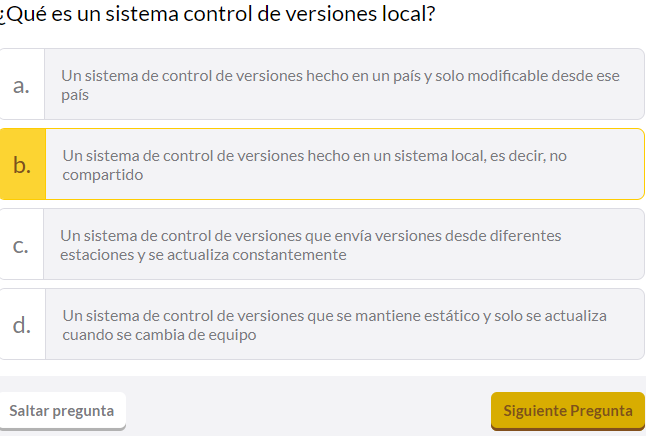 ¿Qué es un sistema control de versiones local?
a.
Un sistema de control de versiones hecho en un país y solo modificable desde ese
país
b.
Un sistema de control de versiones hecho en un sistema local, es decir, no
compartido
c.
Un sistema de control de versiones que envía versiones desde diferentes
estaciones y se actualiza constantemente
d.
Un sistema de control de versiones que se mantiene estático y solo se actualiza
cuando se cambia de equipo
Saltar pregunta
Siguiente Pregunta